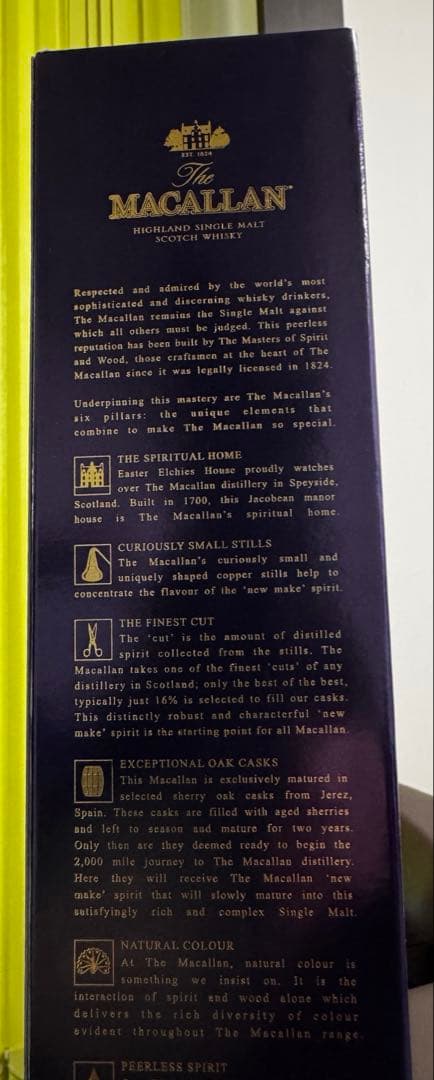 EST. 1824
The
MACALLAN
HIGHLAND SINGLE MALT
SCOTCH WHISKY
Respected and admired by the world's most
sophisticated and discerning whisky drinkers,
The Macallan remains the Single Malt against
which all others must be judged. This peerless
reputation has been built by The Masters of Spirit
and Wood, those craftsmen at the heart of The
Macallan since it was legally licensed in 1824.
Underpinning this mastery are The Macallan's
six pillars: the unique elements that
combine to make The Macallan so special.
THE SPIRITUAL HOME
Easter Elchies House proudly watches
over The Macallan distillery in Speyside,
Scotland. Built in 1700, this Jacobean manor
house is The Macallan's spiritual home.
CURIOUSLY SMALL STILLS
The Macallan's curiously small and
uniquely shaped copper stills help to
concentrate the flavour of the 'new make' spirit.
THE FINEST CUT
The 'cut' is the amount of distilled
spirit collected from the stills. The
Macallan takes one of the finest 'cuts' of any
distillery in Scotland; only the best of the best,
typically just 16% is selected to fill our casks.
This distinctly robust and characterful 'new
make' spirit is the starting point for all Macallan.
EXCEPTIONAL OAK CASKS
This Macallan is exclusively matured in
selected sherry oak casks from Jerez,
Spain. These casks are filled with aged sherries
and left to season and mature for two years.
Only then are they deemed ready to begin the
2,000 mile journey to The Macallan distillery.
Here they will receive The Macallan 'new
make' spirit that will slowly mature into this
satisfyingly rich and complex Single Malt.
NATURAL COLOUR
At The Macallan, natural colour is
something we insist on. It is the
interaction of spirit and wood alone which
delivers the rich diversity of colour
evident throughout The Macallan range.
PEERLESS SPIRIT